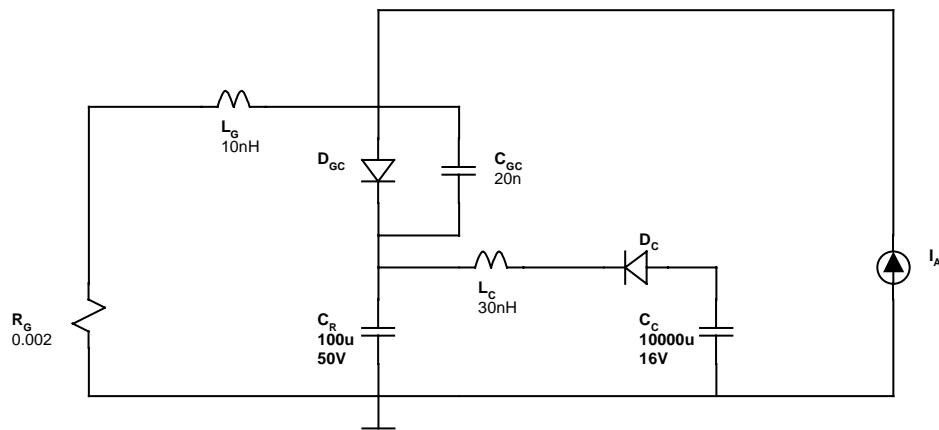 L_G
10nH
D_GC
C_GC
20n
D_C
I_A
L_C
30nH
R_G
0.002
C_R
100u
50V
C_C
10000u
16V